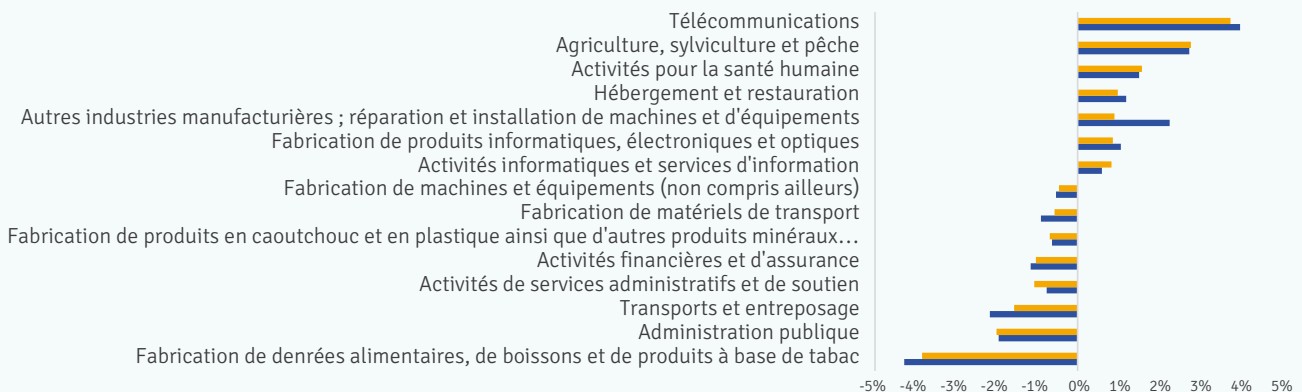 Télécommunications
Agriculture, sylviculture et pêche
Activités pour la santé humaine
Hébergement et restauration
Autres industries manufacturières ; réparation et installation de machines et d'équipements
Fabrication de produits informatiques, électroniques et optiques
Activités informatiques et services d'information
Fabrication de machines et équipements (non compris ailleurs)
Fabrication de matériels de transport
Fabrication de produits en caoutchouc et en plastique ainsi que d'autres produits minéraux…
Activités financières et d'assurance
Activités de services administratifs et de soutien
Transports et entreposage
Administration publique
Fabrication de denrées alimentaires, de boissons et de produits à base de tabac
-5% -4% -3% -2% -1% 0% 1% 2% 3% 4% 5%